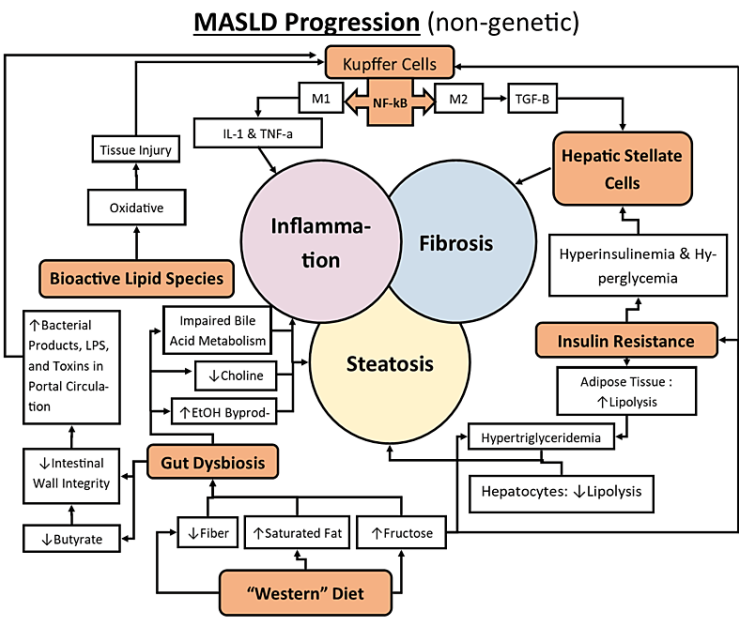 MASLD Progression (non-genetic)
Kupffer Cells
M1
NF-kB
M2
TGF-B
IL-1 & TNF-a
Tissue Injury
Hepatic Stellate
Cells
Oxidative
Inflamma-
tion
Fibrosis
Hyperinsulinemia & Hy-
perglycemia
Bioactive Lipid Species
↑Bacterial
Products, LPS,
and Toxins in
Portal Circula-
tion
Impaired Bile
Acid Metabolism
Insulin Resistance
↓Choline
Steatosis
Adipose Tissue :
↑Lipolysis
↑EtOH Byprod-
Hypertriglyceridemia
Gut Dysbiosis
↓Intestinal
Wall Integrity
Hepatocytes: ↓Lipolysis
↓Butyrate
↓Fiber
↑Saturated Fat
↑Fructose
“Western” Diet